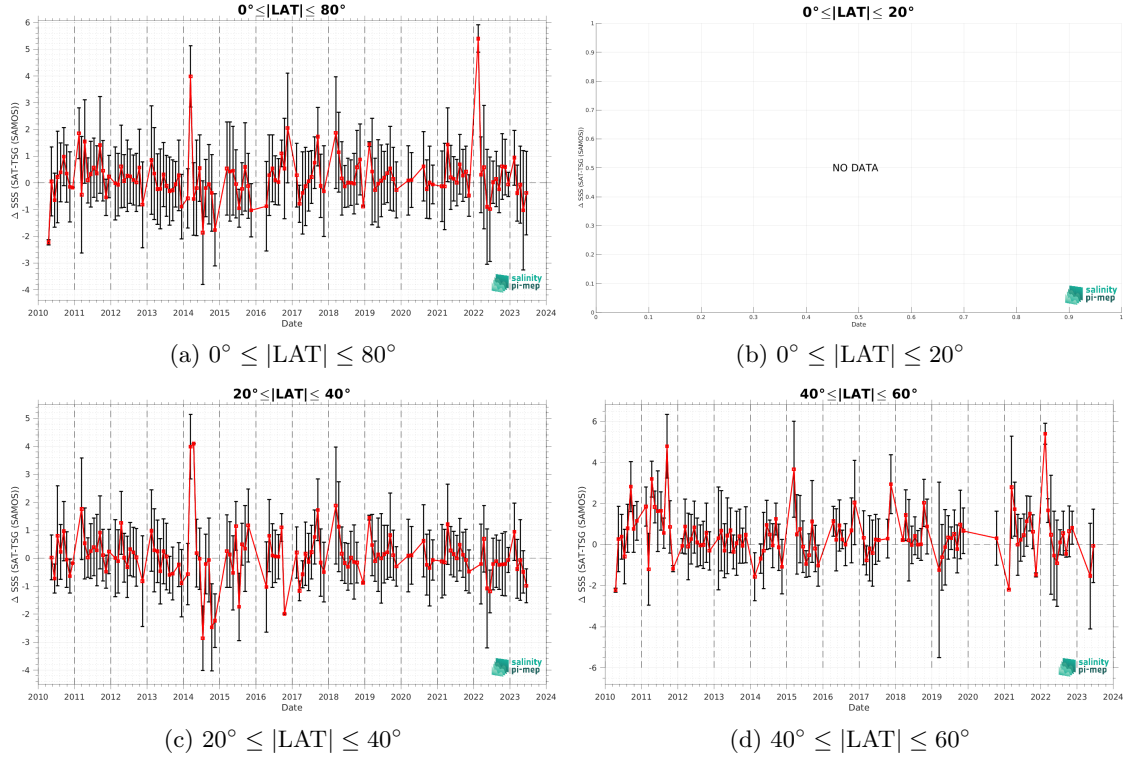 0°≤|LAT|≤ 80°
Δ SSS (SAT-TSG (SAMOS))
6
5
4
3
2
1
0
-1
-2
-3
-4
2010 2011 2012 2013 2014 2015 2016 2017 2018 2019 2020 2021 2022 2023 2024
Date
salinity
pi-mep
(a) 0° ≤ |LAT| ≤ 80°
0°≤|LAT|≤ 20°
Δ SSS (SAT-TSG (SAMOS))
1
0.9
0.8
0.7
0.6
0.5
0.4
0.3
0.2
0.1
0
NO DATA
0 0.1 0.2 0.3 0.4 0.5 0.6 0.7 0.8 0.9 1
Date
salinity
pi-mep
(b) 0° ≤ |LAT| ≤ 20°
20°≤|LAT|≤ 40°
Δ SSS (SAT-TSG (SAMOS))
5
4
3
2
1
0
-1
-2
-3
-4
2010 2011 2012 2013 2014 2015 2016 2017 2018 2019 2020 2021 2022 2023 2024
Date
salinity
pi-mep
(c) 20° ≤ |LAT| ≤ 40°
40°≤|LAT|≤ 60°
Δ SSS (SAT-TSG (SAMOS))
6
4
2
0
-2
-4
-6
2010 2011 2012 2013 2014 2015 2016 2017 2018 2019 2020 2021 2022 2023 2024
Date
salinity
pi-mep
(d) 40° ≤ |LAT| ≤ 60°